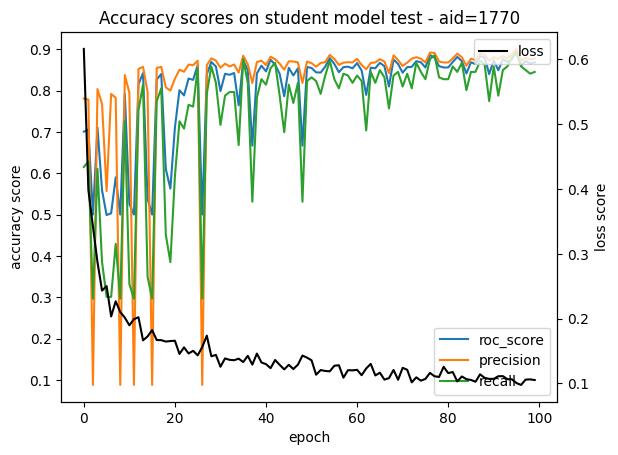 Accuracy scores on student model test - aid=1770
accuracy score
0.9
0.8
0.7
0.6
0.5
0.4
0.3
0.2
0.1
loss
roc_score
precision
recall
0.6
0.5
0.4
0.3
0.2
0.1
loss score
0
20
40
60
80
100
epoch